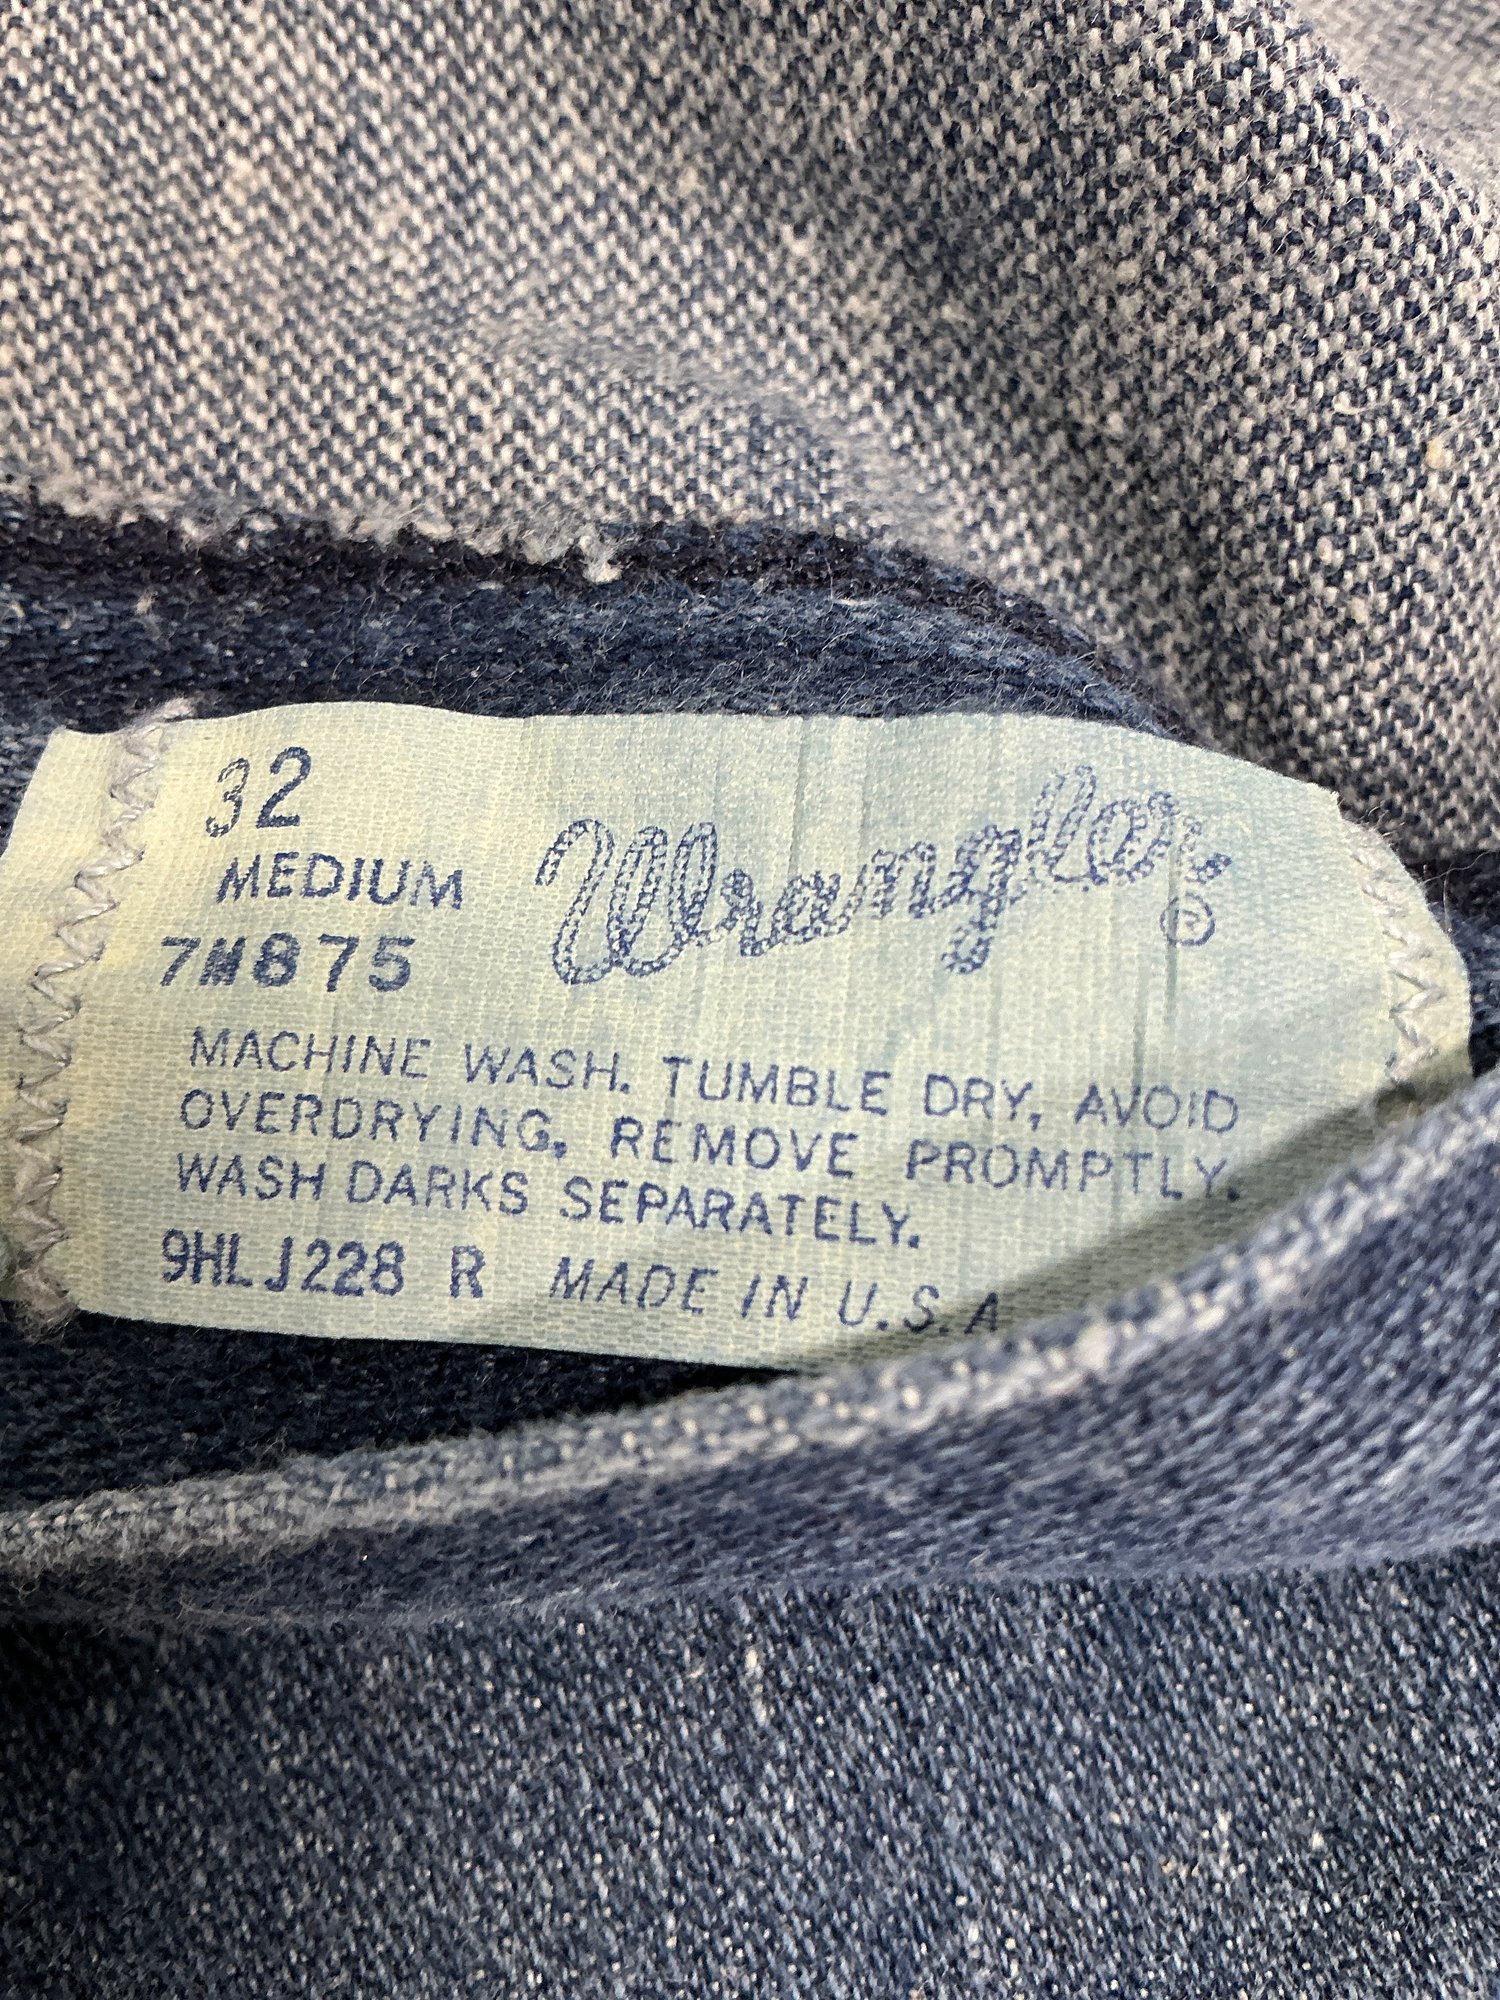 32
MEDIUM
7M875
Wrangler ®
MACHINE WASH. TUMBLE DRY, AVOID
OVERDRYING. REMOVE PROMPTLY.
WASH DARKS SEPARATELY.
9HLJ228 R MADE IN U.S.A